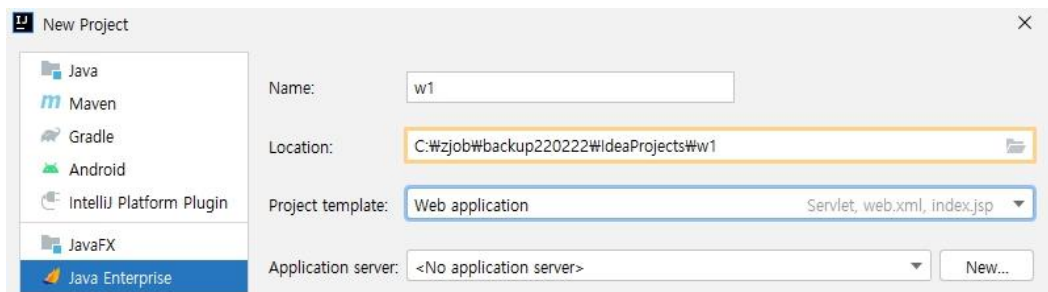 IJ New Project
Java
Maven
Gradle
Android
IntelliJ Platform Plugin
JavaFX
Java Enterprise
Name: w1
Location: C:₩zjob₩backup220222₩IdeaProjects₩w1
Project template: Web application Servlet, web.xml, index.jsp
Application server: <No application server> New...